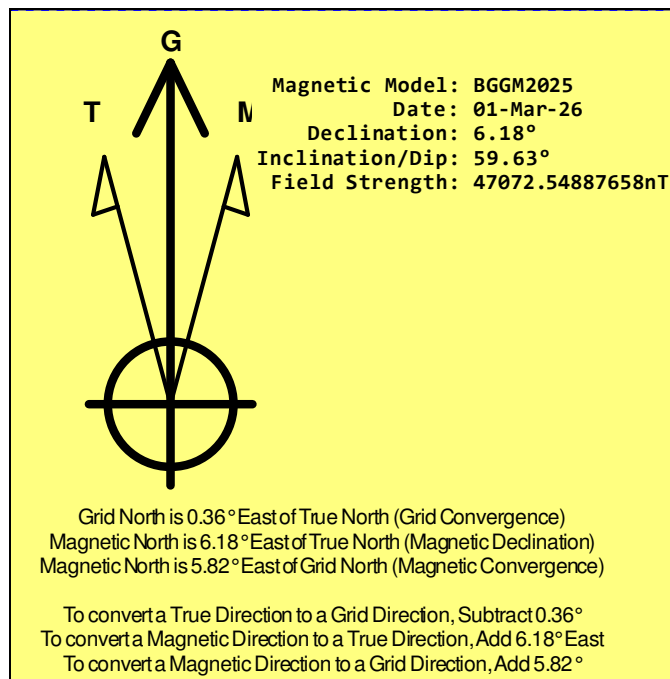 G
T
M
Magnetic Model: BGGM2025
Date: 01-Mar-26
Declination: 6.18°
Inclination/Dip: 59.63°
Field Strength: 47072.54887658nT
Grid North is 0.36° East of True North (Grid Convergence)
Magnetic North is 6.18° East of True North (Magnetic Declination)
Magnetic North is 5.82° East of Grid North (Magnetic Convergence)
To convert a True Direction to a Grid Direction, Subtract 0.36°
To convert a Magnetic Direction to a True Direction, Add 6.18° East
To convert a Magnetic Direction to a Grid Direction, Add 5.82°